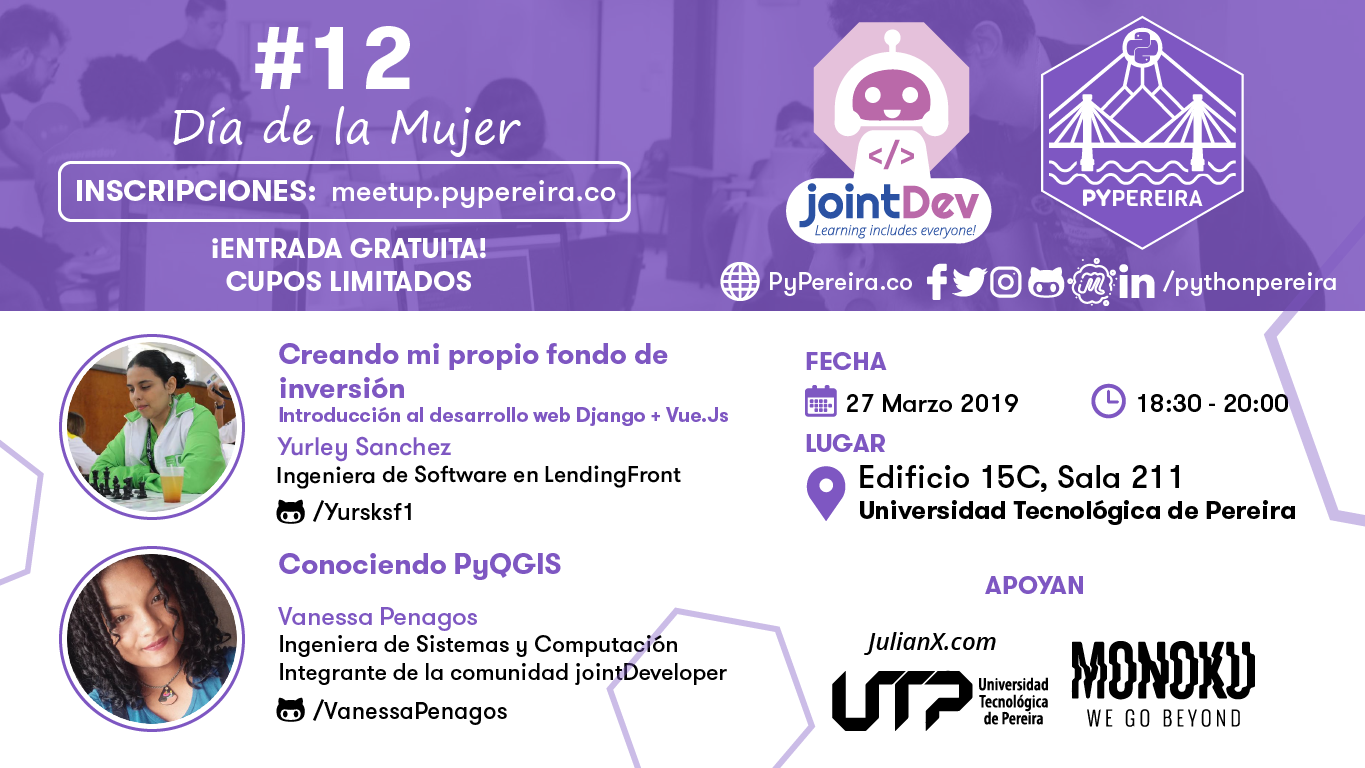 #12
Día de la Mujer
INSCRIPCIONES: meetup.pypereira.co
¡ENTRADA GRATUITA!
CUPOS LIMITADOS
</>
jointDev
Learning includes everyone!
PYPEREIRA
PyPereira.co
/pythonpereira
Creando mi propio fondo de
inversión
Introducción al desarrollo web Django + Vue.Js
Yurley Sanchez
Ingeniera de Software en LendingFront
/Yursksf1
Conociendo PyQGIS
Vanessa Penagos
Ingeniera de Sistemas y Computación
Integrante de la comunidad jointDeveloper
/VanessaPenagos
FECHA
27 Marzo 2019
18:30 - 20:00
LUGAR
Edificio 15C, Sala 211
Universidad Tecnológica de Pereira
APOYAN
JulianX.com
UTP
Universidad
Tecnológica
de Pereira
MONOKU
WE GO BEYOND